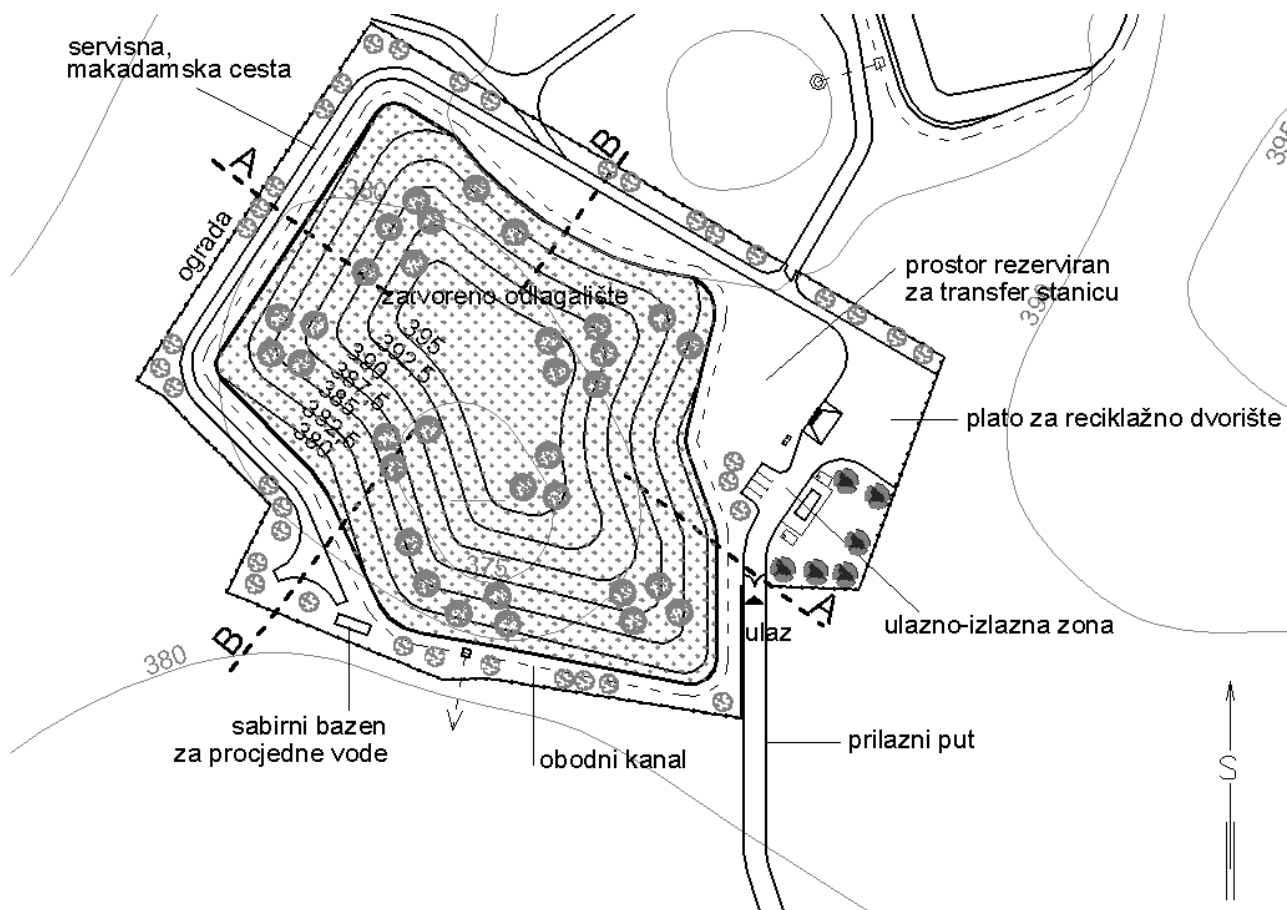 servisna,
makadamska cesta
A
B
395
380
ograda
prostor rezerviran
za transfer stanicu
390
zatvoreno odlagalište
395
392,5
390
387,5
385
382,5
380
plato za reciklažno dvorište
375
A
ulaz
ulazno-izlazna zona
B
380
sabirni bazen
za procjedne vode
obodni kanal
prilazni put
S